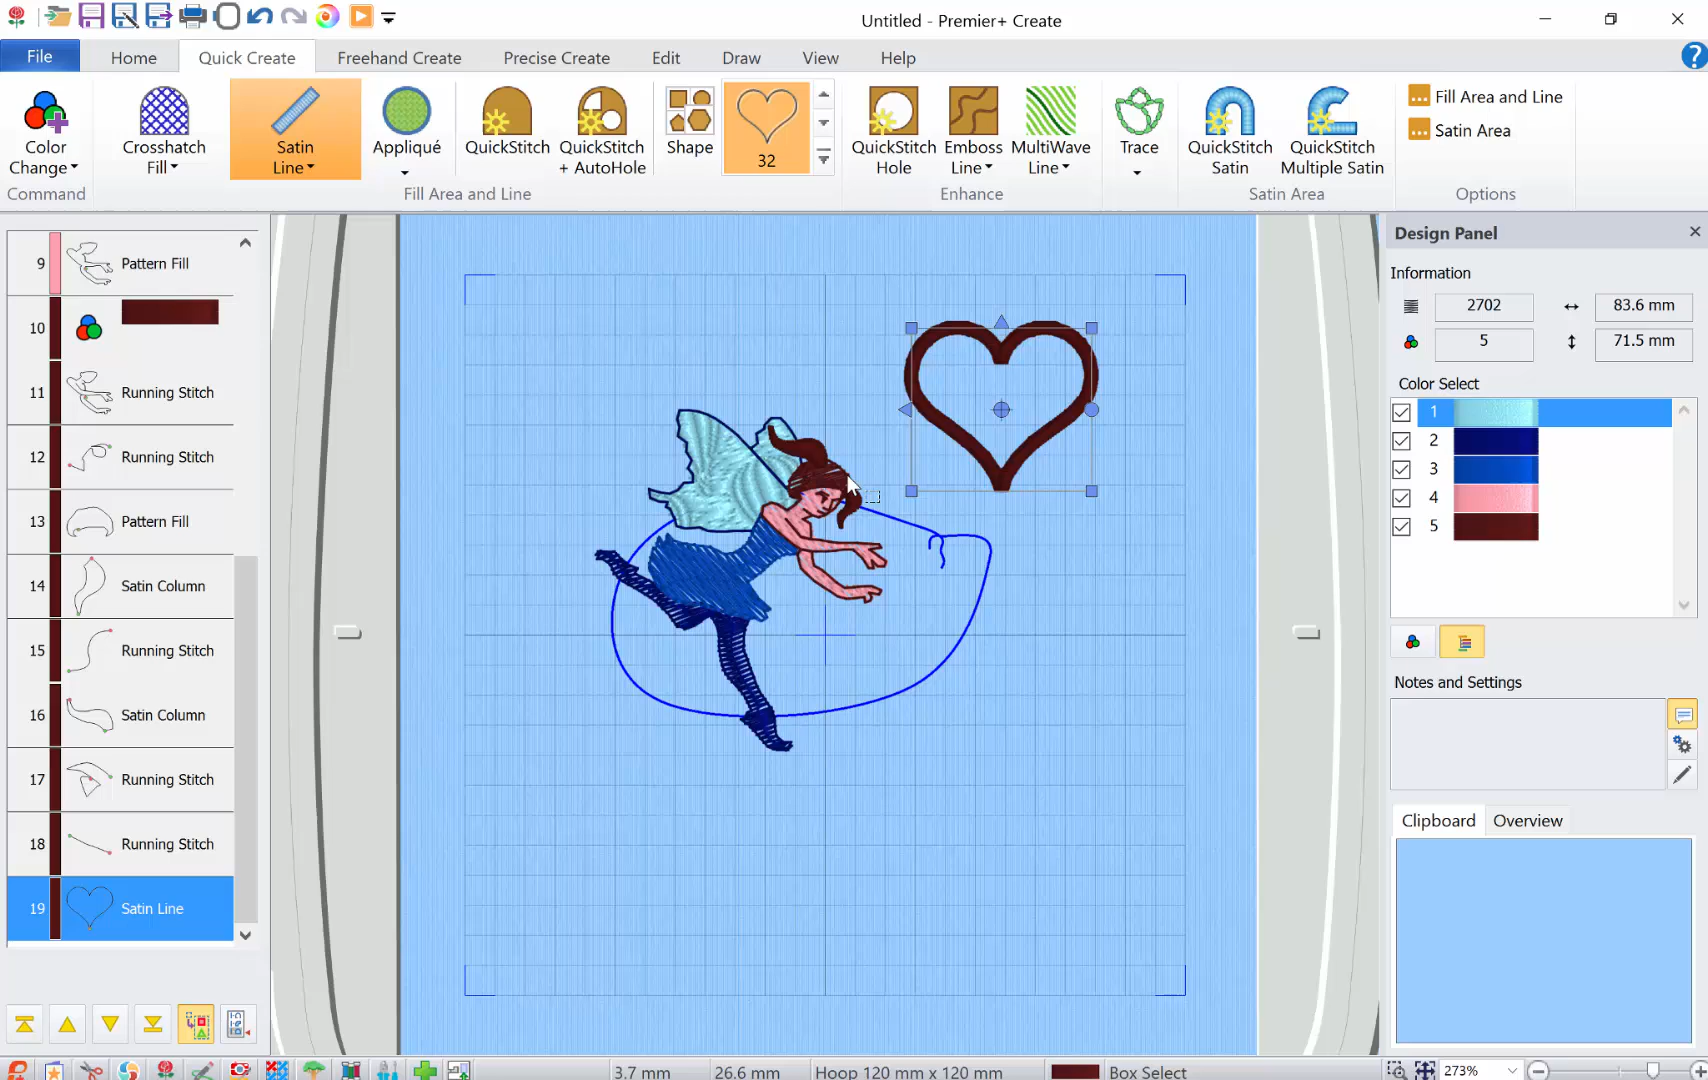 Untitled - Premier+ Create
File Home Quick Create Freehand Create Precise Create Edit Draw View Help
Color Change
Crosshatch Fill
Satin Line
Appliqué
QuickStitch
QuickStitch + AutoHole
Shape
32
QuickStitch Hole
Emboss Line
MultiWave Line
Trace
QuickStitch Satin
QuickStitch Multiple Satin
Fill Area and Line
Satin Area
Command
Fill Area and Line
Enhance
Satin Area
Options
9 Pattern Fill
10
11 Running Stitch
12 Running Stitch
13 Pattern Fill
14 Satin Column
15 Running Stitch
16 Satin Column
17 Running Stitch
18 Running Stitch
19 Satin Line
Design Panel
Information
2702 83.6 mm
5 71.5 mm
Color Select
1
2
3
4
5
Notes and Settings
Clipboard Overview
3.7 mm 26.6 mm Hoop 120 mm x 120 mm Box Select 273%